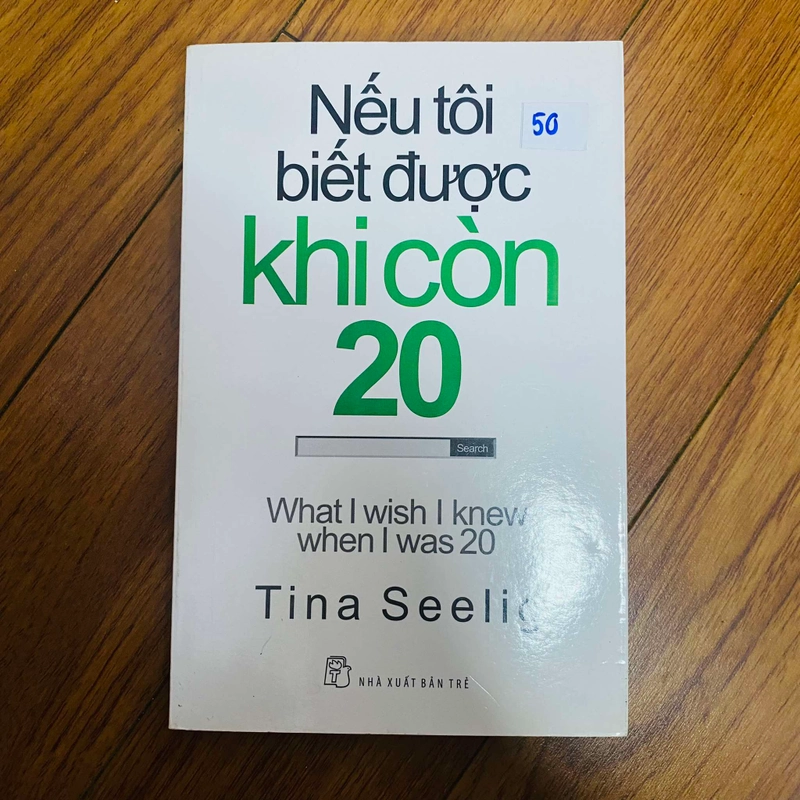 Nếu tôi
50
biết được
khi còn
20
Search
What I wish I knew
when I was 20
Tina Seelig
NHÀ XUẤT BẢN TRẺ